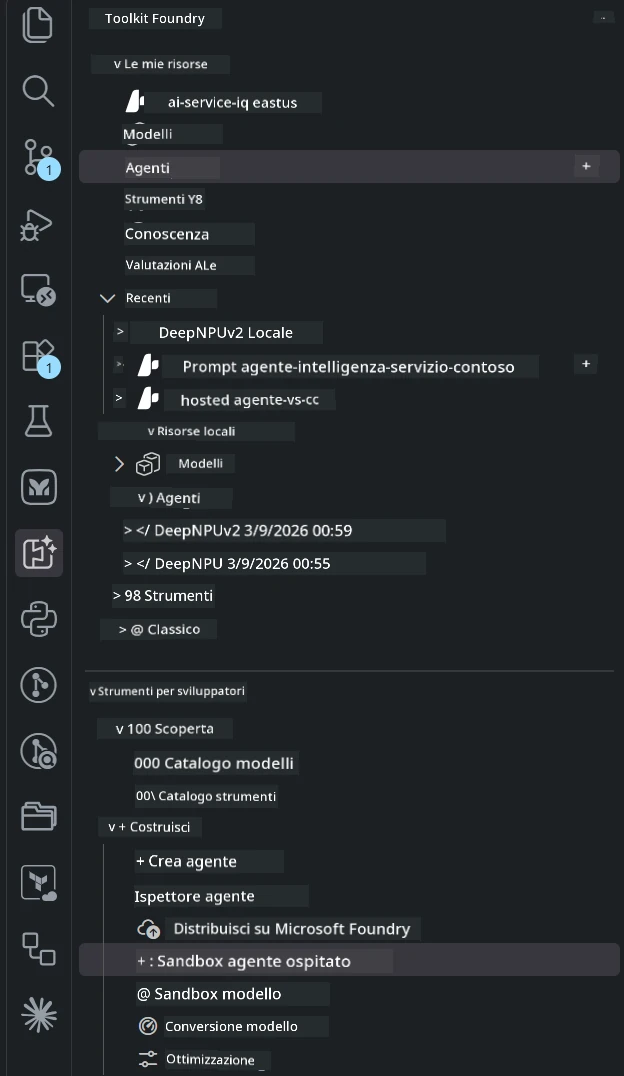 Toolkit Foundry
v Le mie risorse
ai-service-iq eastus
Modelli
Agenti +
Strumenti Y8
Conoscenza
Valutazioni ALe
Recenti
> DeepNPUv2 Locale
> Prompt agente-intelligenza-servizio-contoso +
> hosted agente-vs-cc
v Risorse locali
Modelli
v ) Agenti
> </ DeepNPUv2 3/9/2026 00:59
> </ DeepNPU 3/9/2026 00:55
> 98 Strumenti
> @ Classico
v Strumenti per sviluppatori
v 100 Scoperta
000 Catalogo modelli
00\ Catalogo strumenti
v + Costruisci
+ Crea agente
Ispettore agente
Distribuisci su Microsoft Foundry
+ : Sandbox agente ospitato
@ Sandbox modello
Conversione modello
Ottimizzazione
1
1